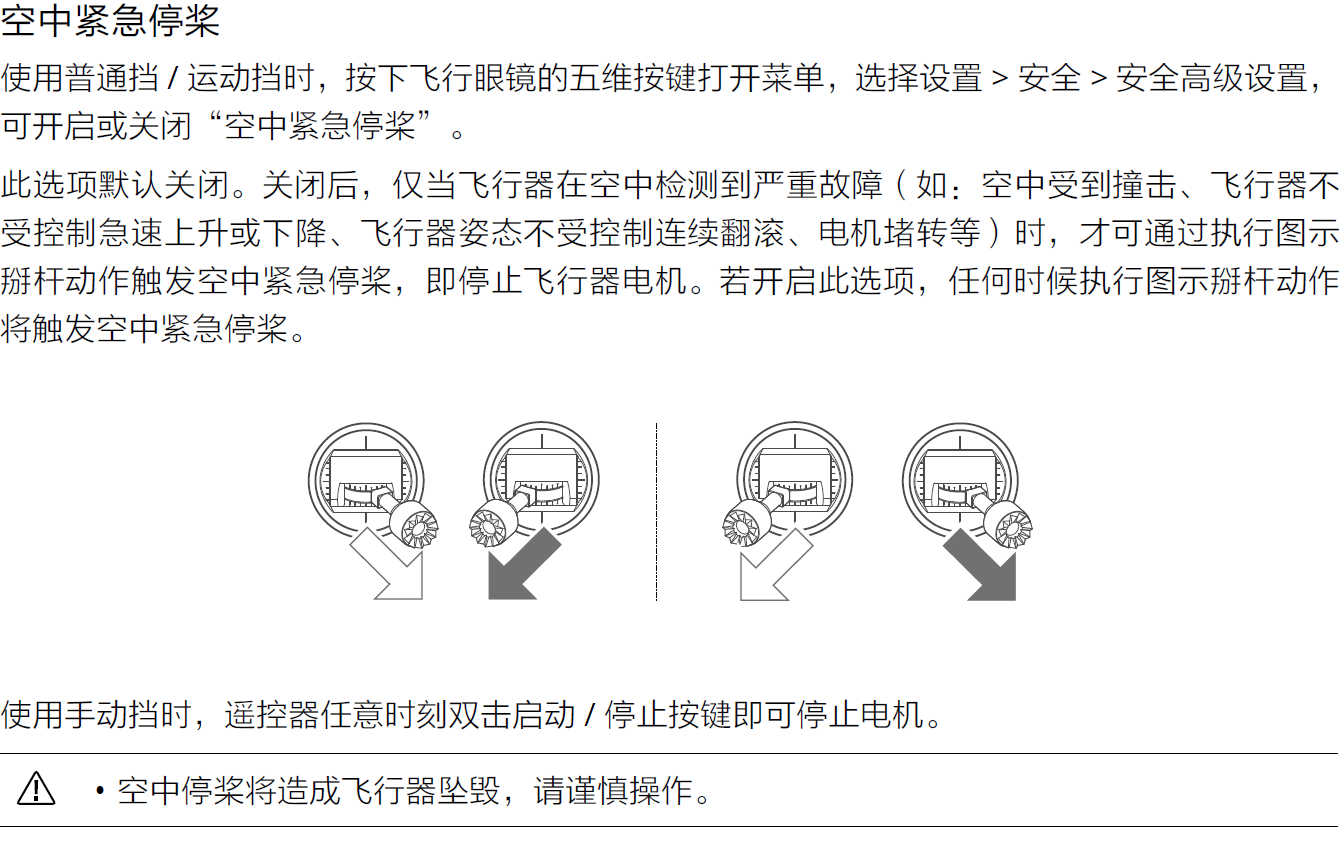 空中紧急停桨
使用普通挡 / 运动挡时，按下飞行眼镜的五维按键打开菜单，选择设置 > 安全 > 安全高级设置，
可开启或关闭“空中紧急停桨”。
此选项默认关闭。关闭后，仅当飞行器在空中检测到严重故障（如：空中受到撞击、飞行器不
受控制急速上升或下降、飞行器姿态不受控制连续翻滚、电机堵转等）时，才可通过执行图示
掰杆动作触发空中紧急停桨，即停止飞行器电机。若开启此选项，任何时候执行图示掰杆动作
将触发空中紧急停桨。
使用手动挡时，遥控器任意时刻双击启动 / 停止按键即可停止电机。
• 空中停桨将造成飞行器坠毁，请谨慎操作。